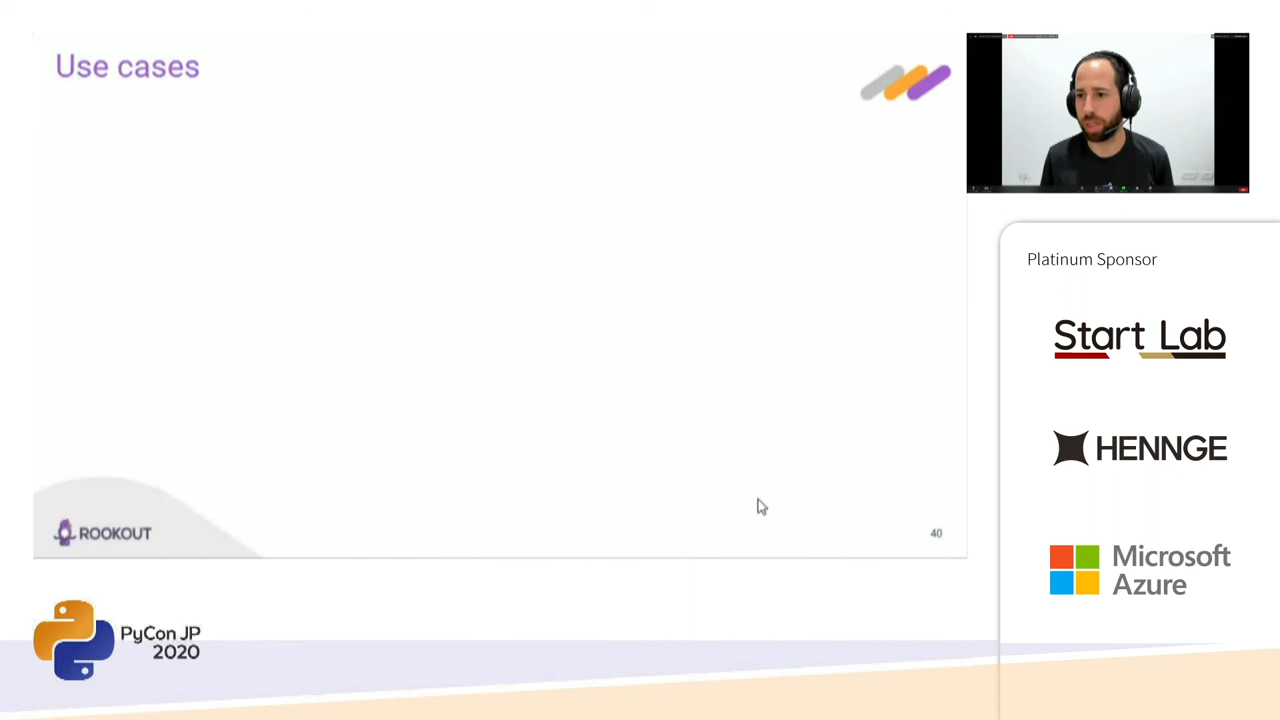 Use cases
ROOKOUT
40
Platinum Sponsor
Start Lab
HENNGE
Microsoft
Azure
PyCon JP
2020